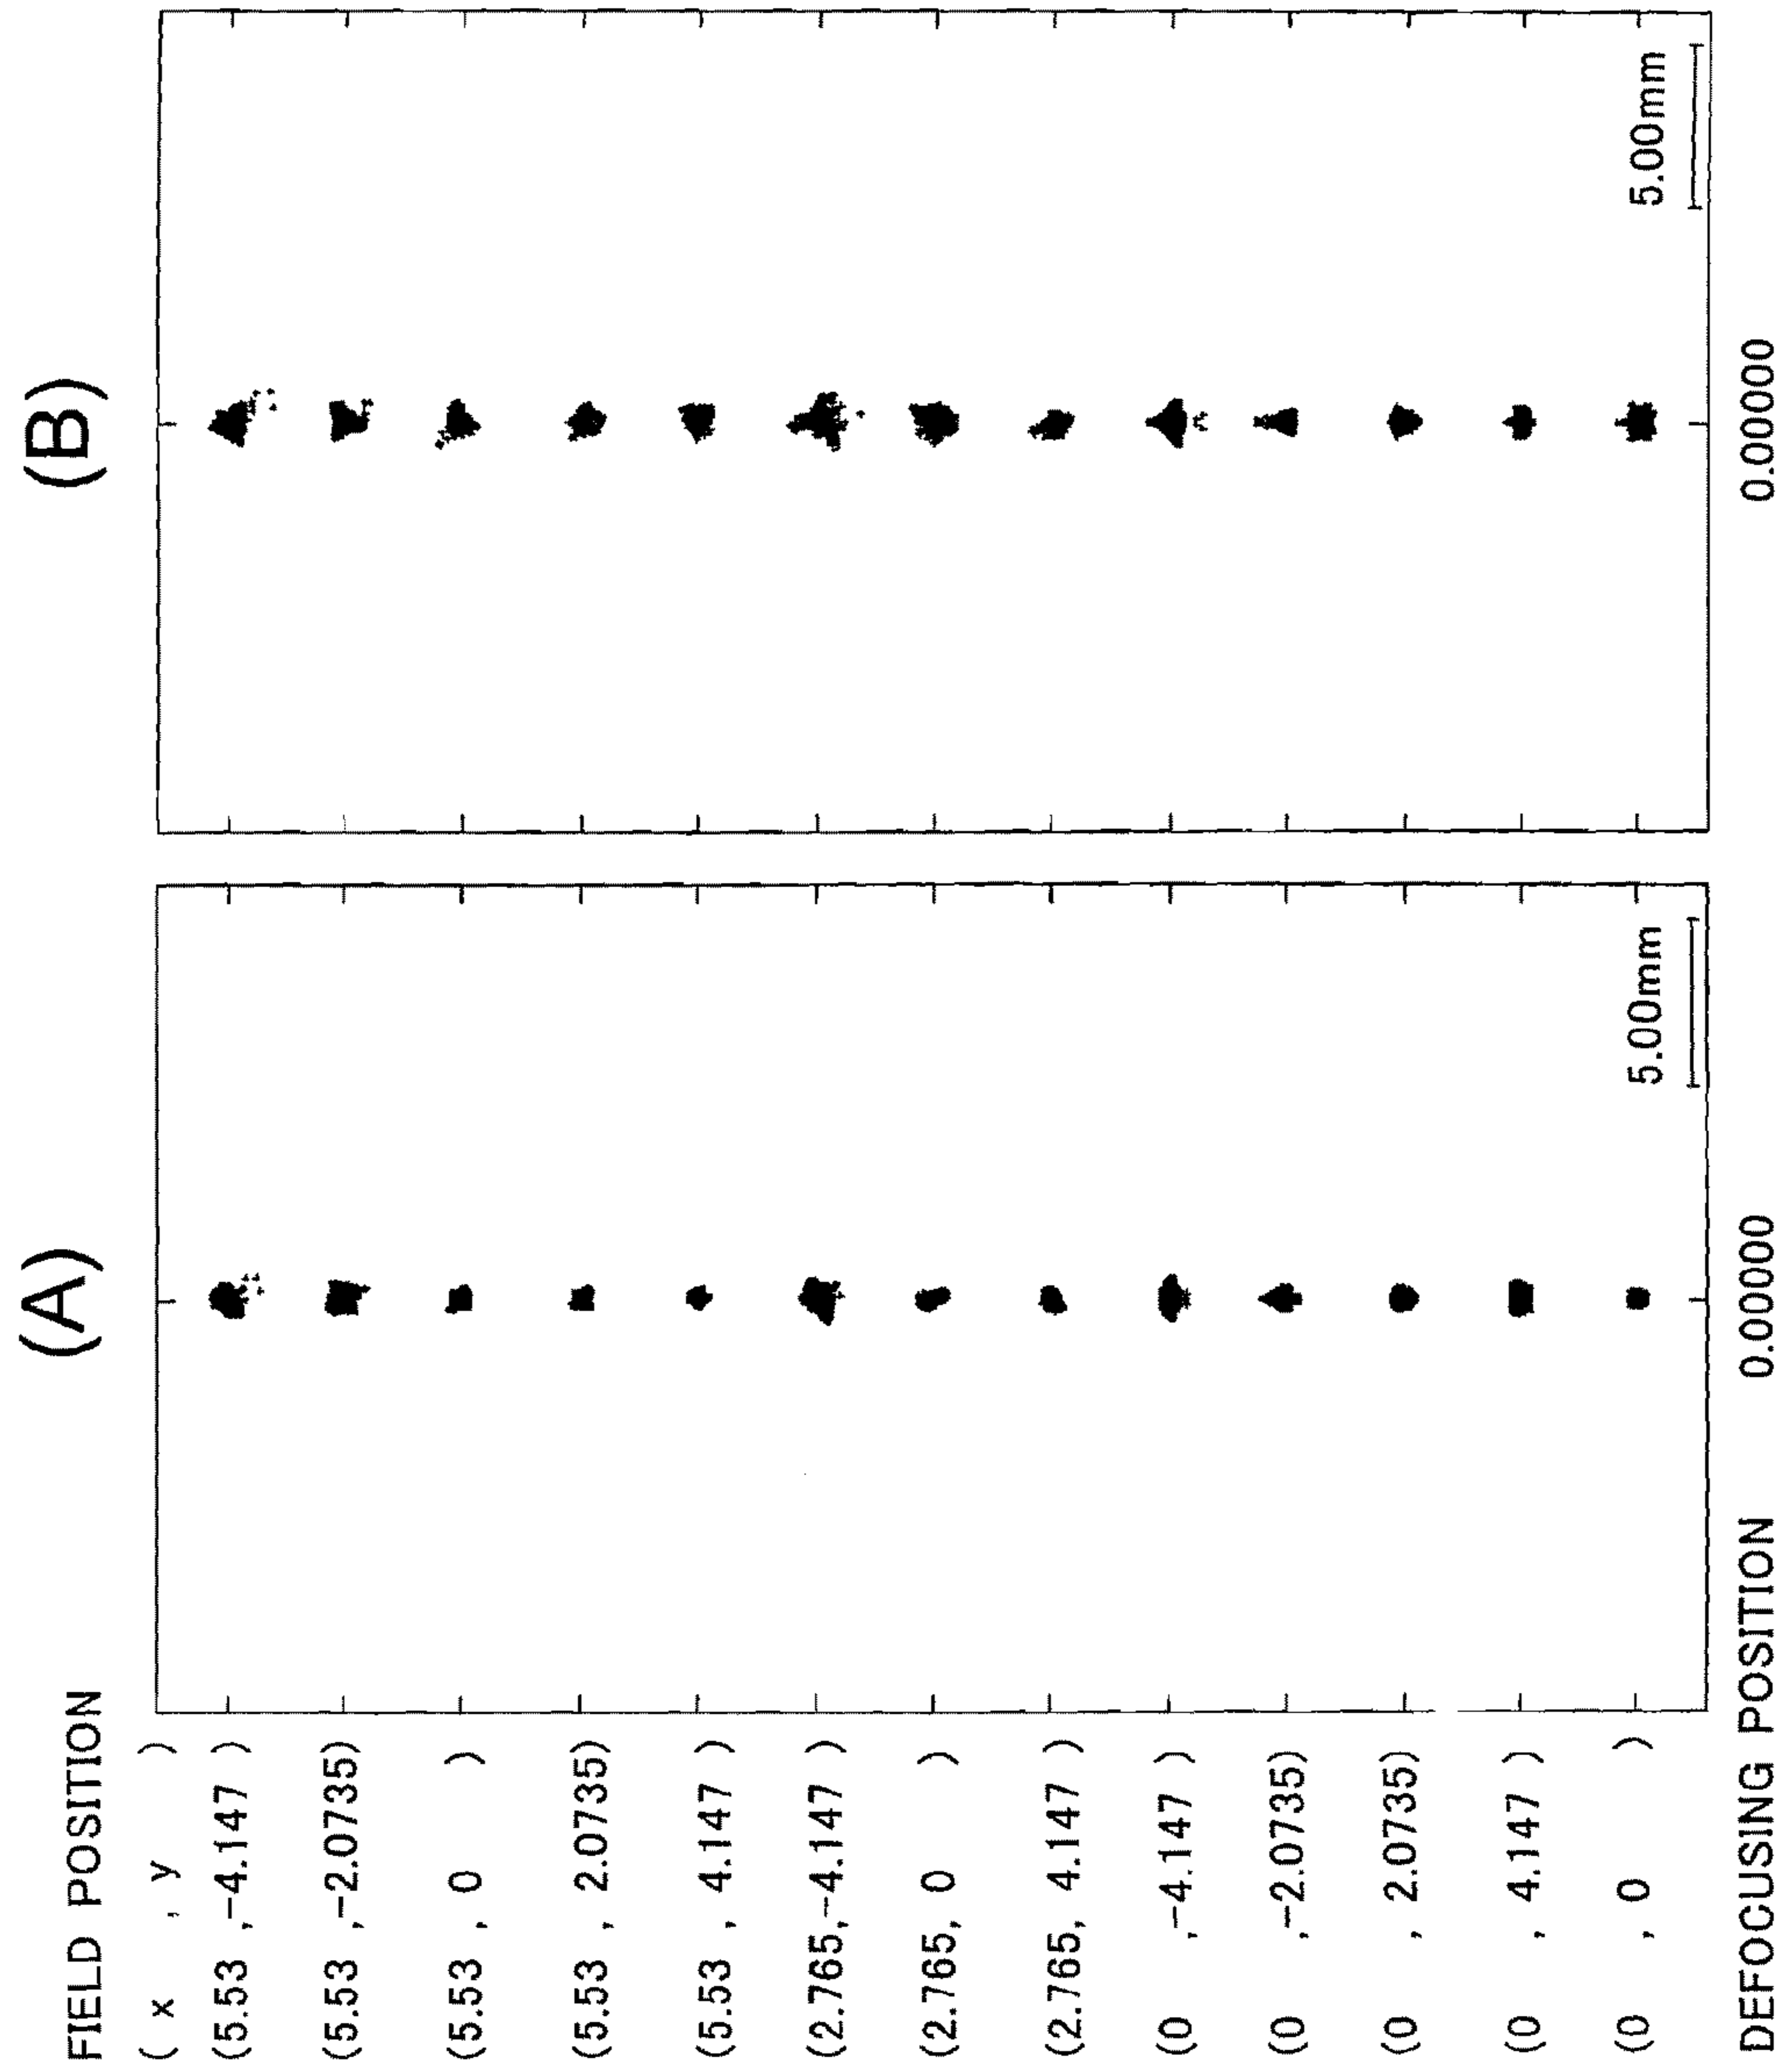 (A) (B)
FIELD POSITION
( x , y )
(5.53 ,-4.147 )
(5.53 ,-2.0735)
(5.53 , 0 )
(5.53 , 2.0735)
(5.53 , 4.147 )
(2.765,-4.147 )
(2.765, 0 )
(2.765, 4.147 )
(0 ,-4.147 )
(0 ,-2.0735)
(0 , 2.0735)
(0 , 4.147 )
(0 , 0 )
5.00mm 5.00mm
DEFOCUSING POSITION 0.00000 0.00000